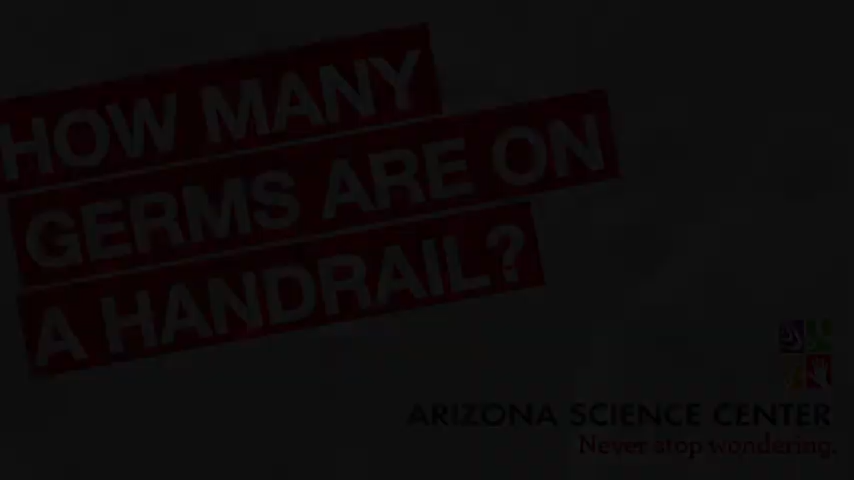 HOW MANY
GERMS ARE ON
A HANDRAIL?
ARIZONA SCIENCE CENTER
Never stop wondering.